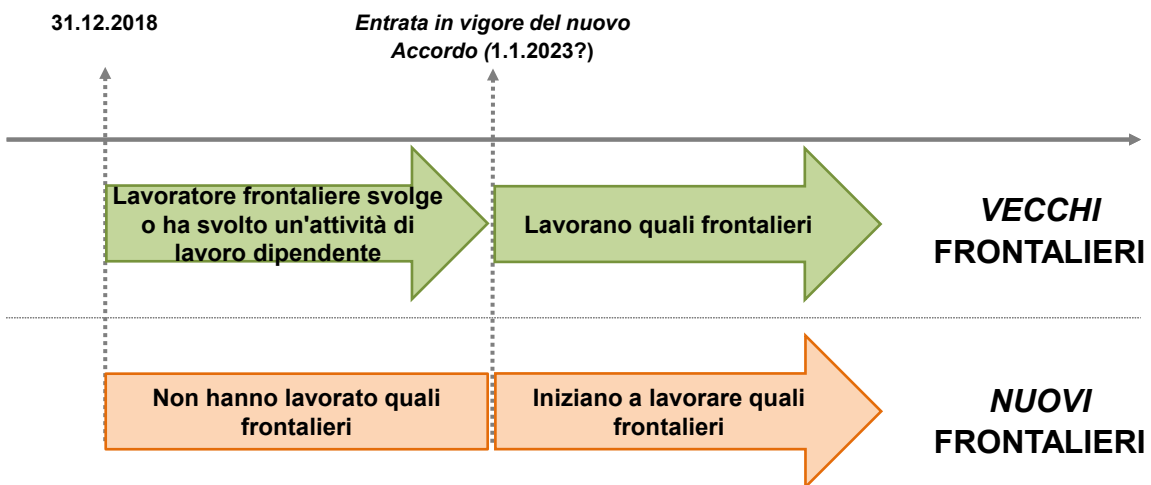 31.12.2018
Entrata in vigore del nuovo
Accordo (1.1.2023?)
Lavoratore frontaliere svolge
o ha svolto un'attività di
lavoro dipendente
Lavorano quali frontalieri
VECCHI
FRONTALIERI
Non hanno lavorato quali
frontalieri
Iniziano a lavorare quali
frontalieri
NUOVI
FRONTALIERI